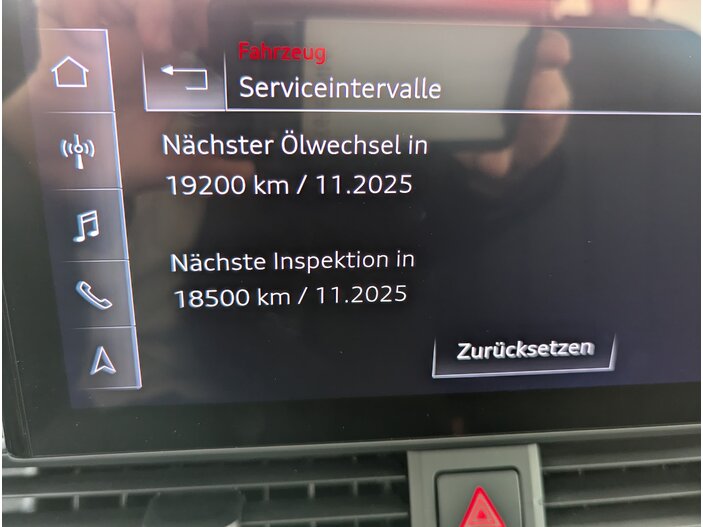 Fahrzeug
Serviceintervalle
Nächster Ölwechsel in
19200 km / 11.2025
Nächste Inspektion in
18500 km / 11.2025
Zurücksetzen